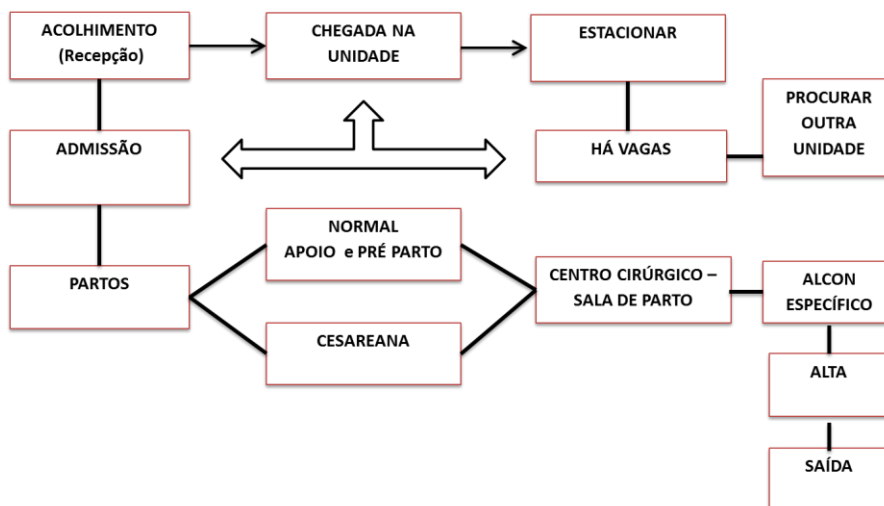 ACOLHIMENTO
(Recepção)
CHEGADA NA
UNIDADE
ESTACIONAR
PROCURAR
OUTRA
UNIDADE
ADMISSÃO
HÁ VAGAS
NORMAL
APOIO e PRÉ PARTO
PARTOS
CENTRO CIRÚRGICO –
SALA DE PARTO
ALCON
ESPECÍFICO
CESAREANA
ALTA
SAÍDA